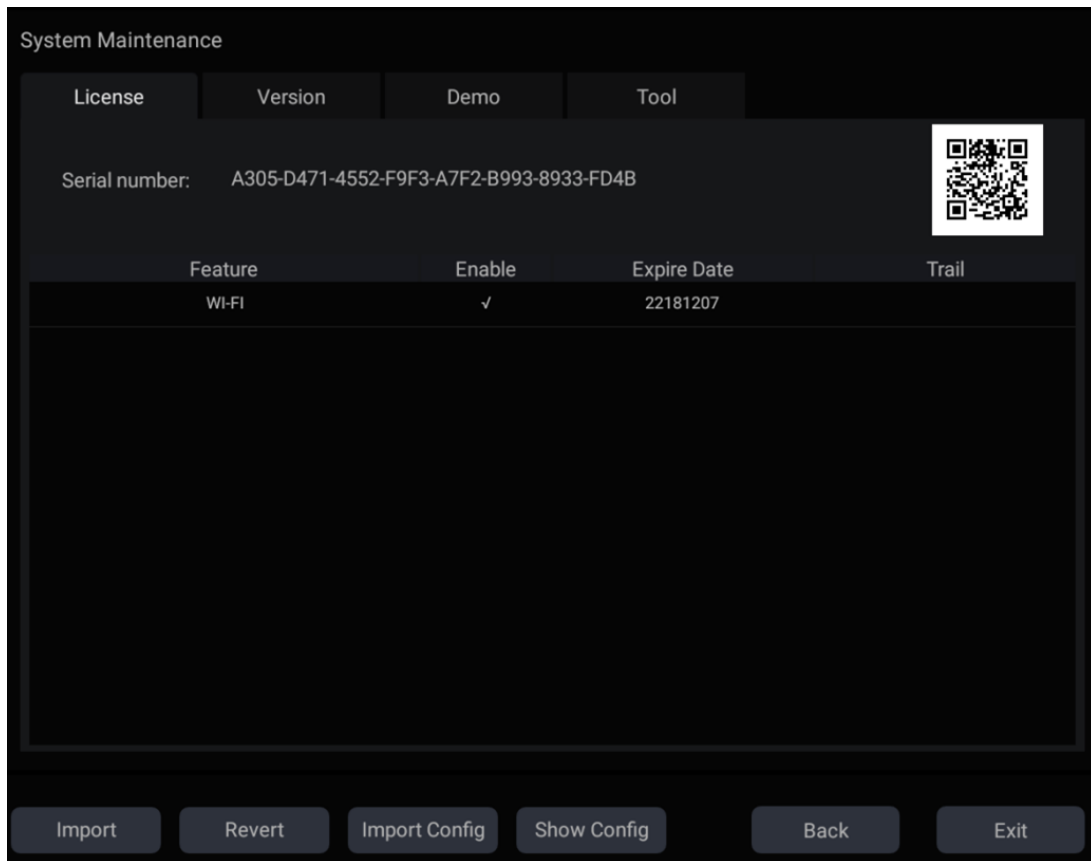 System Maintenance
License Version Demo Tool
Serial number: A305-D471-4552-F9F3-A7F2-B993-8933-FD4B
Feature Enable Expire Date Trail
WI-FI √ 22181207
Import Revert Import Config Show Config Back Exit